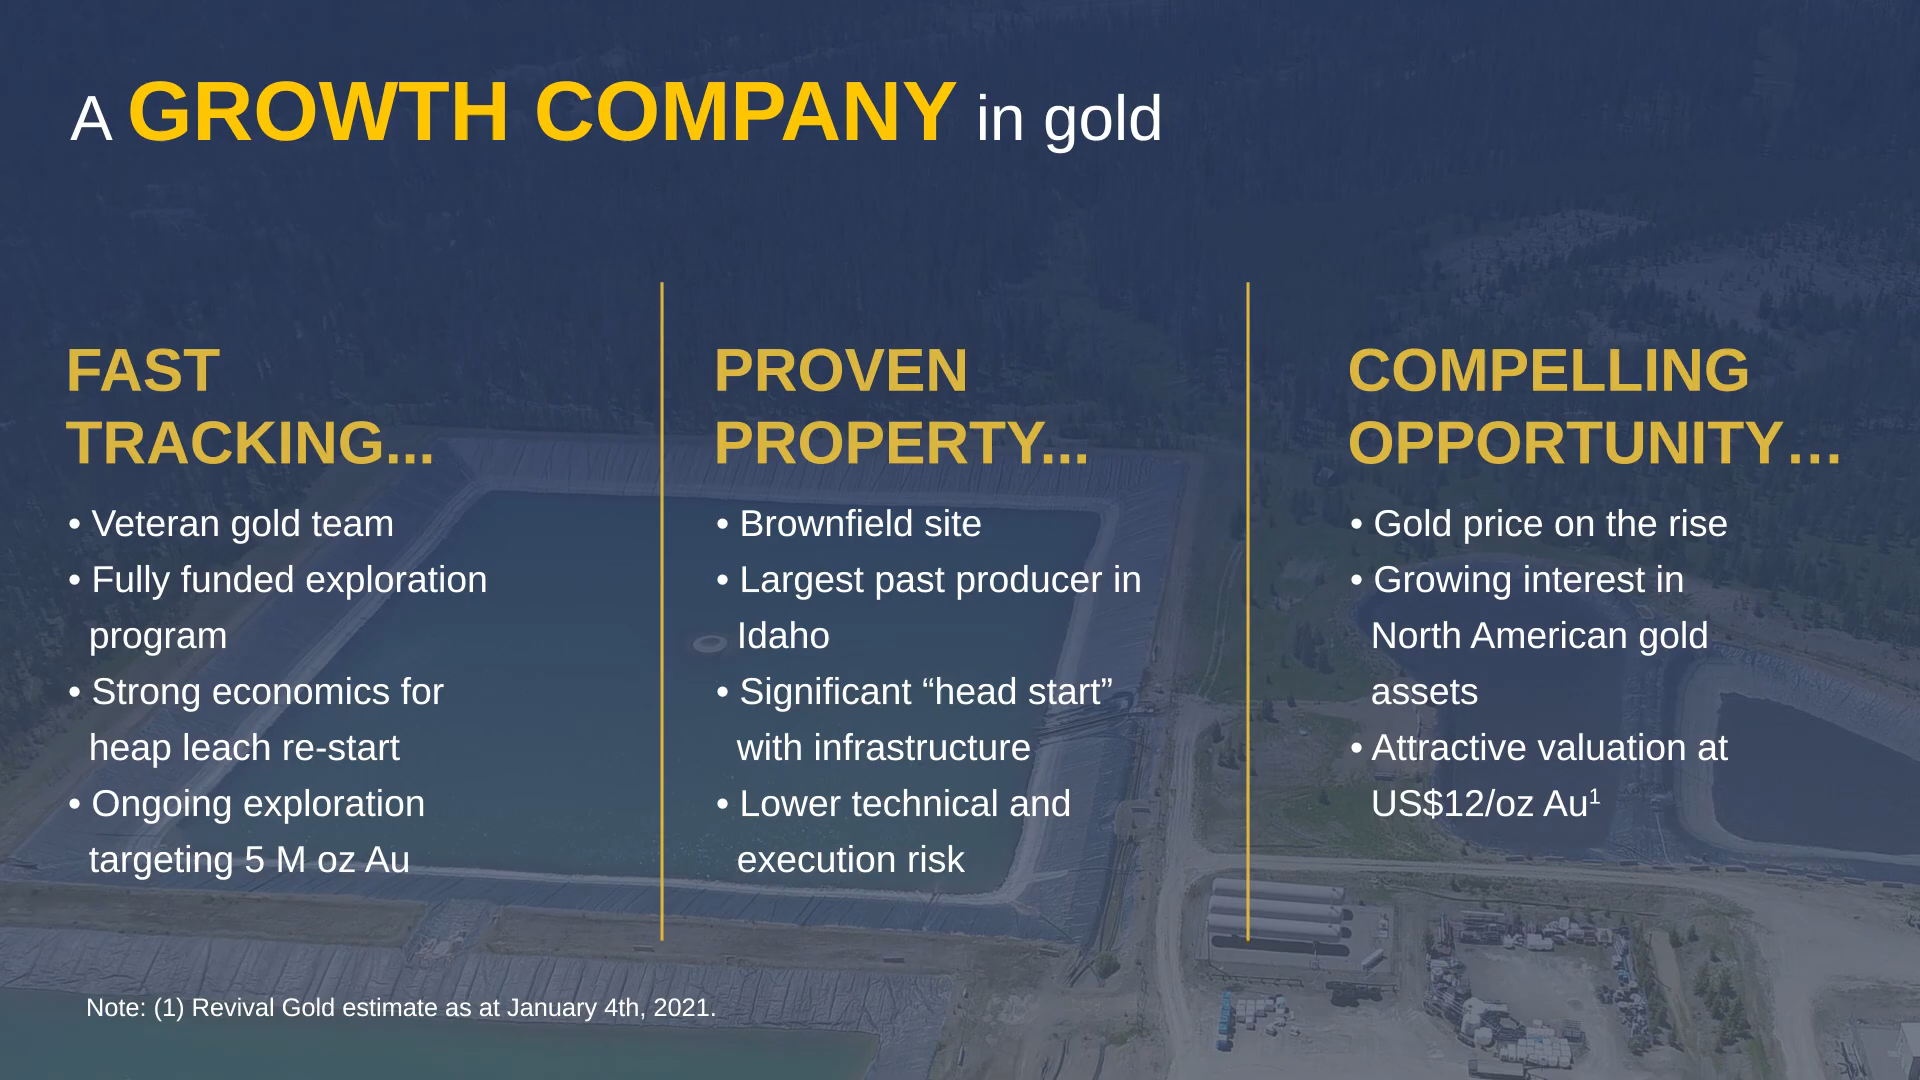 A GROWTH COMPANY in gold
FAST
TRACKING...
• Veteran gold team
• Fully funded exploration
program
• Strong economics for
heap leach re-start
• Ongoing exploration
targeting 5 M oz Au
PROVEN
PROPERTY...
• Brownfield site
• Largest past producer in
Idaho
• Significant “head start”
with infrastructure
• Lower technical and
execution risk
COMPELLING
OPPORTUNITY…
• Gold price on the rise
• Growing interest in
North American gold
assets
• Attractive valuation at
US$12/oz Au¹
Note: (1) Revival Gold estimate as at January 4th, 2021.